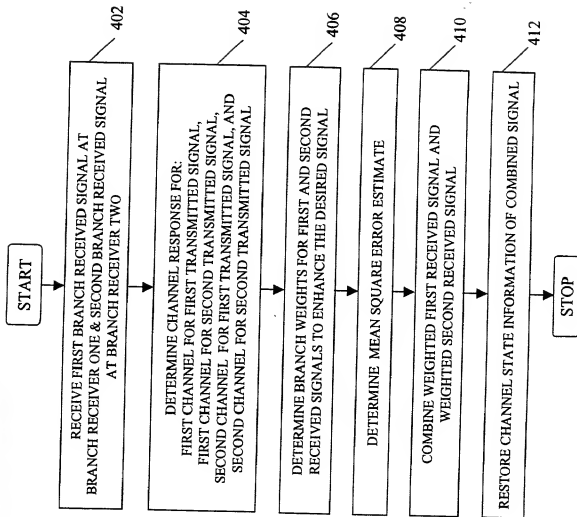 START
402
RECEIVE FIRST BRANCH RECEIVED SIGNAL AT
BRANCH RECEIVER ONE & SECOND BRANCH RECEIVED SIGNAL
AT BRANCH RECEIVER TWO
404
DETERMINE CHANNEL RESPONSE FOR:
FIRST CHANNEL FOR FIRST TRANSMITTED SIGNAL,
FIRST CHANNEL FOR SECOND TRANSMITTED SIGNAL,
SECOND CHANNEL FOR FIRST TRANSMITTED SIGNAL, AND
SECOND CHANNEL FOR SECOND TRANSMITTED SIGNAL
406
DETERMINE BRANCH WEIGHTS FOR FIRST AND SECOND
RECEIVED SIGNALS TO ENHANCE THE DESIRED SIGNAL
408
DETERMINE MEAN SQUARE ERROR ESTIMATE
410
COMBINE WEIGHTED FIRST RECEIVED SIGNAL AND
WEIGHTED SECOND RECEIVED SIGNAL
412
RESTORE CHANNEL STATE INFORMATION OF COMBINED SIGNAL
STOP